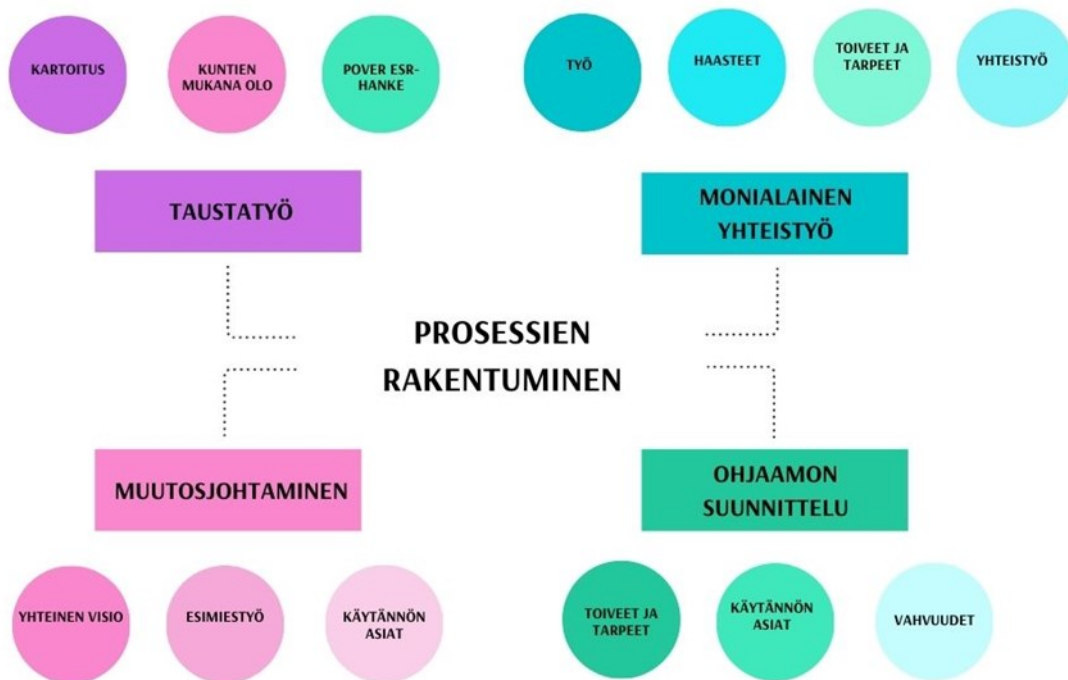 KARTOITUS
KUNTIEN
MUKANA OLO
POVER ESR-
HANKE
TYÖ
HAASTEET
TOIVEET JA
TARPEET
YHTEISTYÖ
TAUSTATYÖ
MONIALAINEN
YHTEISTYÖ
PROSESSIEN
RAKENTUMINEN
MUUTOSJOHTAMINEN
OHJAAMON
SUUNNITTELU
YHTEINEN VISIO
ESIMIESTYÖ
KÄYTÄNNÖN
ASIAT
TOIVEET JA
TARPEET
KÄYTÄNNÖN
ASIAT
VAHVUUDET